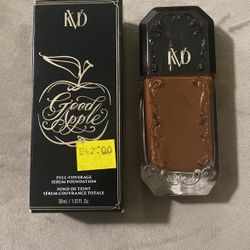 KVD
Good
Apple
£42.00
FULL-COVERAGE
SERUM FOUNDATION
FOND DE TEINT
SÉRUM COUVRANCE TOTALE
30mL / 1.01 fl. Oz.
KVD